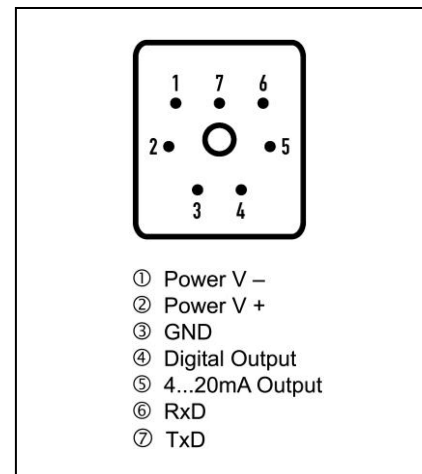 1 7 6
2 5
3 4
① Power V –
② Power V +
③ GND
④ Digital Output
⑤ 4...20mA Output
⑥ RxD
⑦ TxD